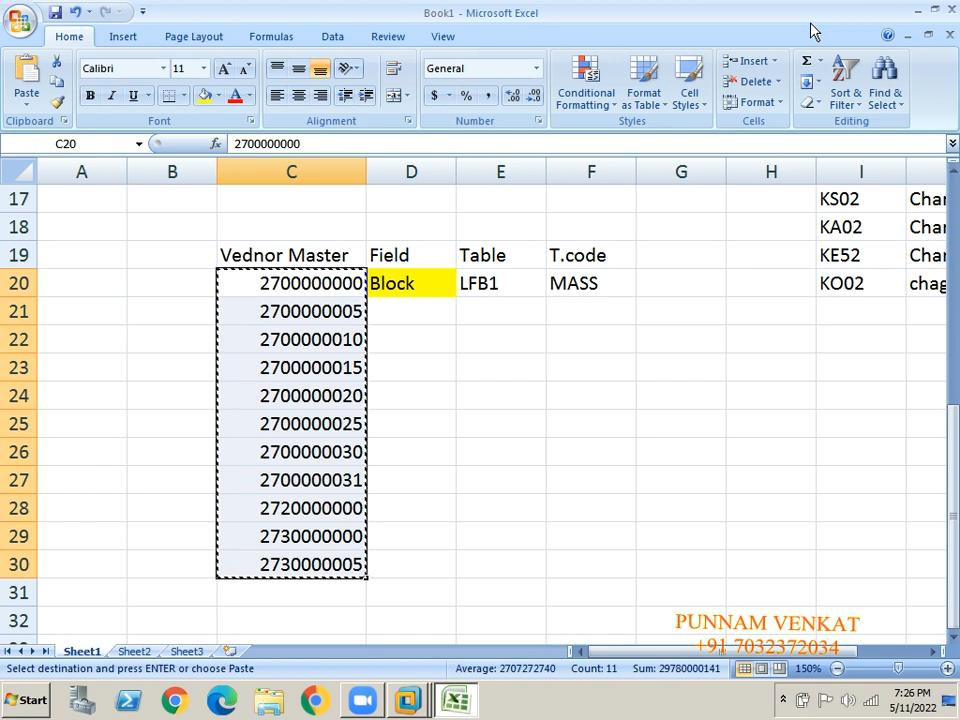 Book1 - Microsoft Excel
Home Insert Page Layout Formulas Data Review View
Paste
Calibri 11
B I U
General
$ % ,
Conditional Formatting
Format as Table
Cell Styles
Insert
Delete
Format
Sort & Filter
Find & Select
Clipboard Font Alignment Number Styles Cells Editing
C20 fx 2700000000
A B C D E F G H I
17 KS02 Char
18 KA02 Char
19 Vednor Master Field Table T.code KE52 Char
20 2700000000 Block LFB1 MASS KO02 chag
21 2700000005
22 2700000010
23 2700000015
24 2700000020
25 2700000025
26 2700000030
27 2700000031
28 2720000000
29 2730000000
30 2730000005
31
32
PUNNAM VENKAT
+91 7032372034
Sheet1 Sheet2 Sheet3
Select destination and press ENTER or choose Paste Average: 2707272740 Count: 11 Sum: 29780000141 150%
Start 7:26 PM
5/11/2022